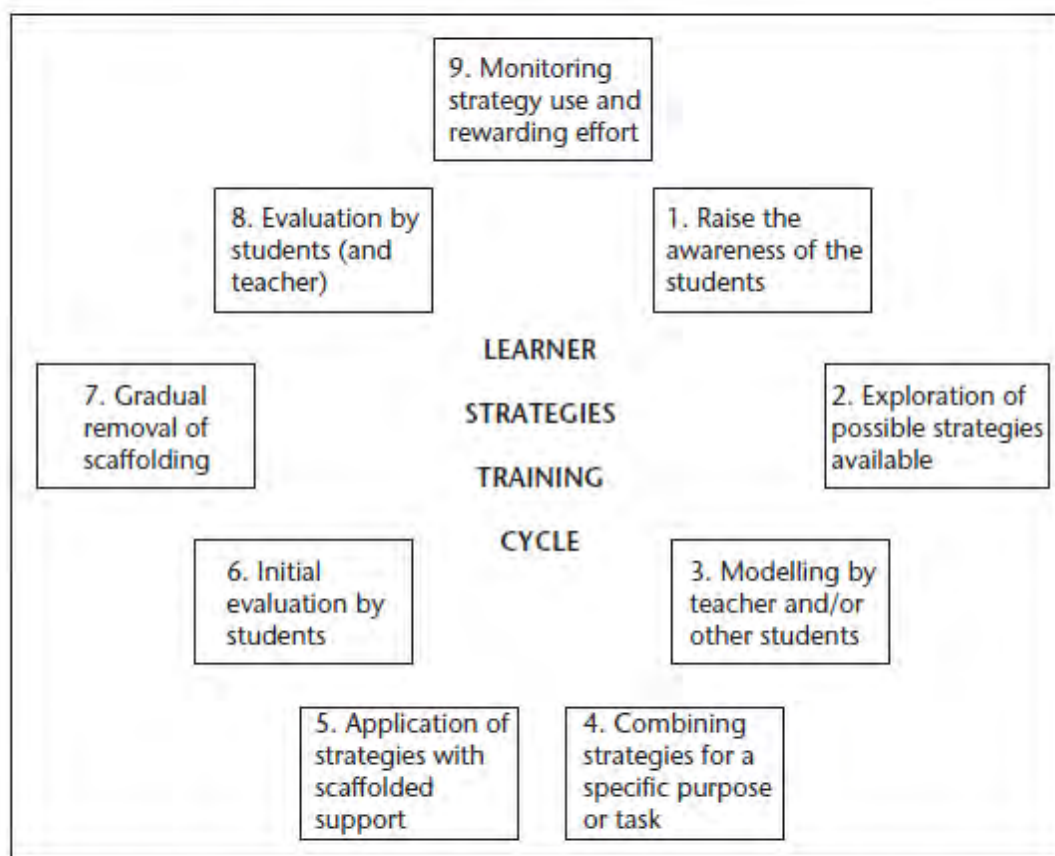 9. Monitoring
strategy use and
rewarding effort
8. Evaluation by
students (and
teacher)
1. Raise the
awareness of the
students
LEARNER
STRATEGIES
TRAINING
CYCLE
7. Gradual
removal of
scaffolding
2. Exploration of
possible strategies
available
6. Initial
evaluation by
students
3. Modelling by
teacher and/or
other students
5. Application of
strategies with
scaffolded
support
4. Combining
strategies for a
specific purpose
or task